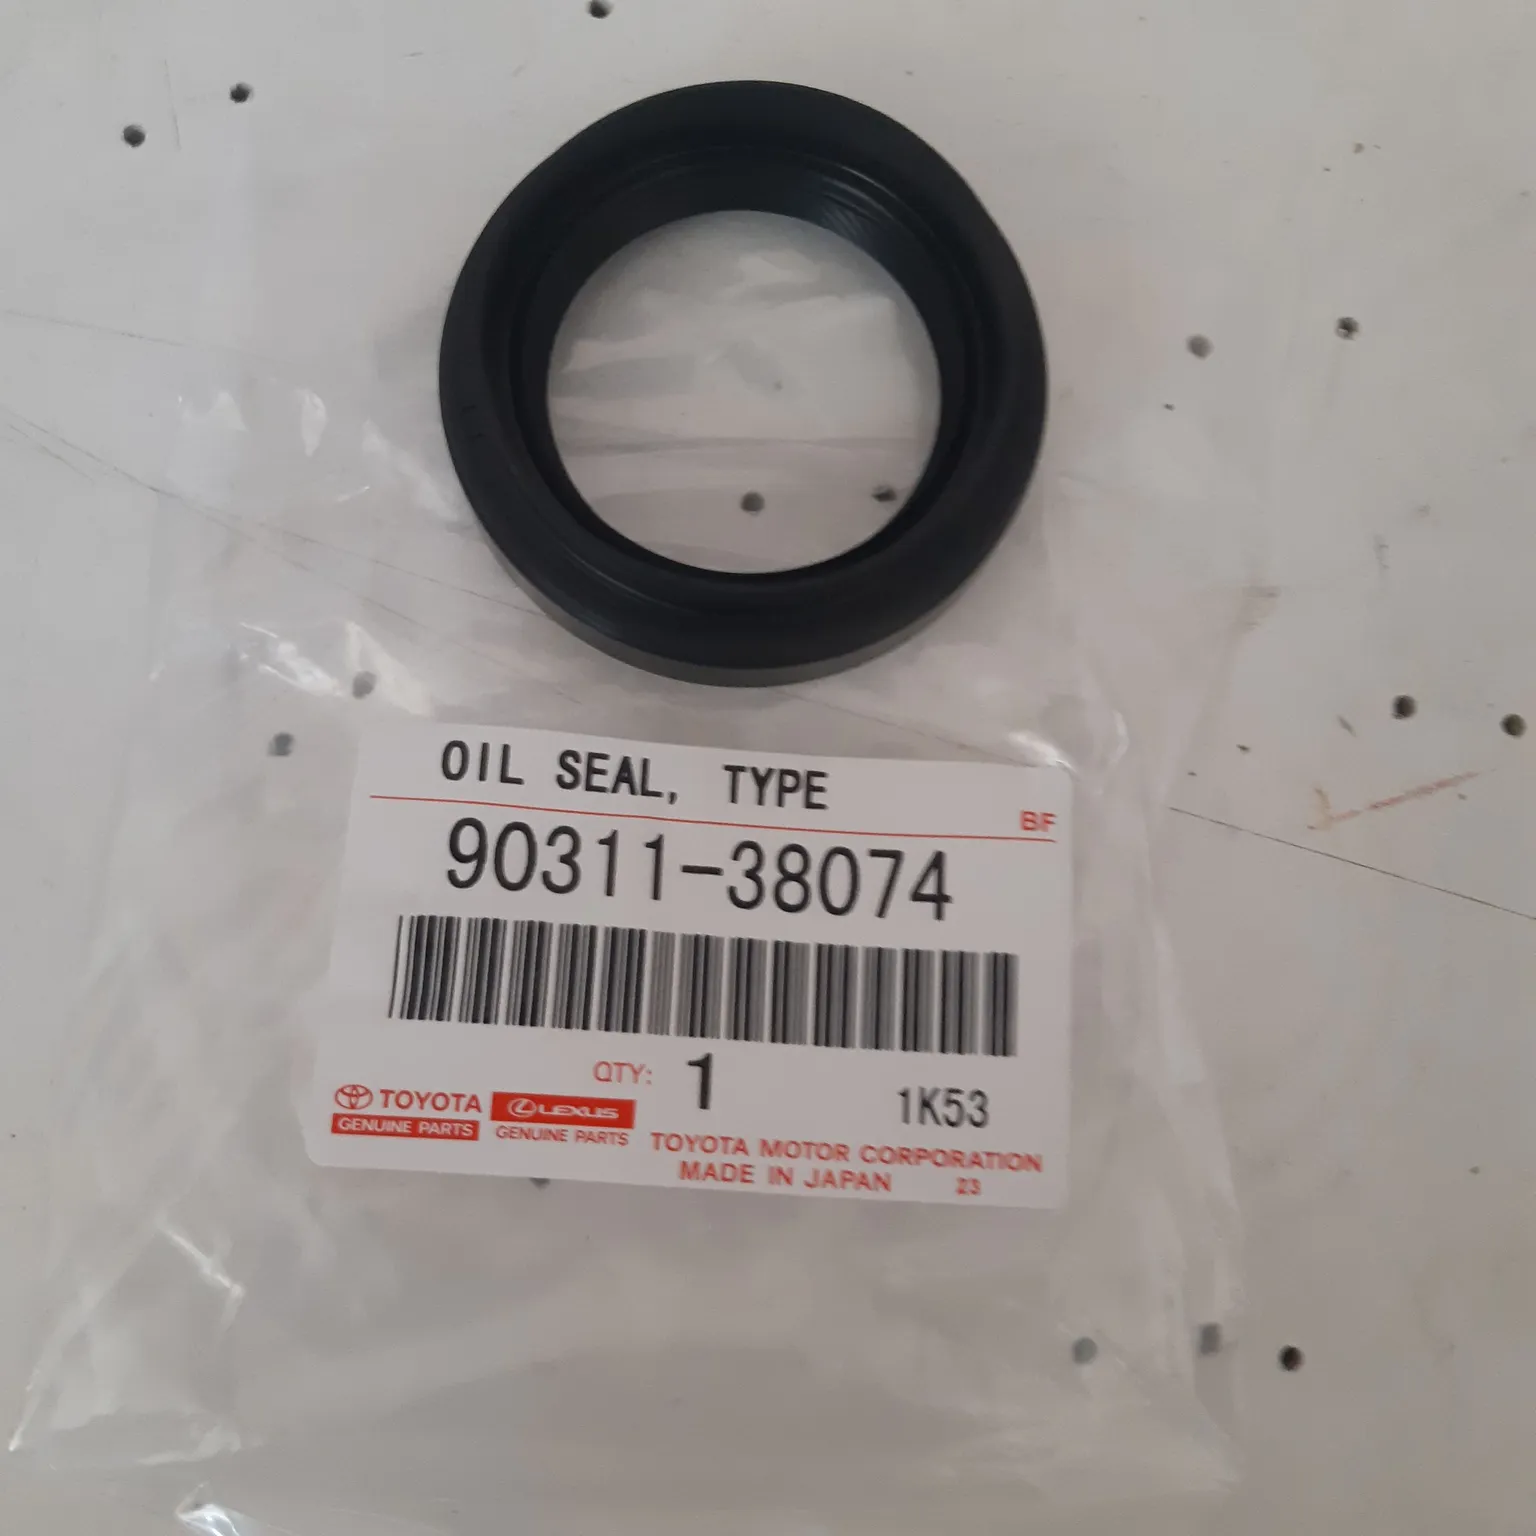 OIL SEAL, TYPE
BF
90311-38074
QTY: 1
1K53
TOYOTA
GENUINE PARTS
LEXUS
GENUINE PARTS
TOYOTA MOTOR CORPORATION
MADE IN JAPAN 23